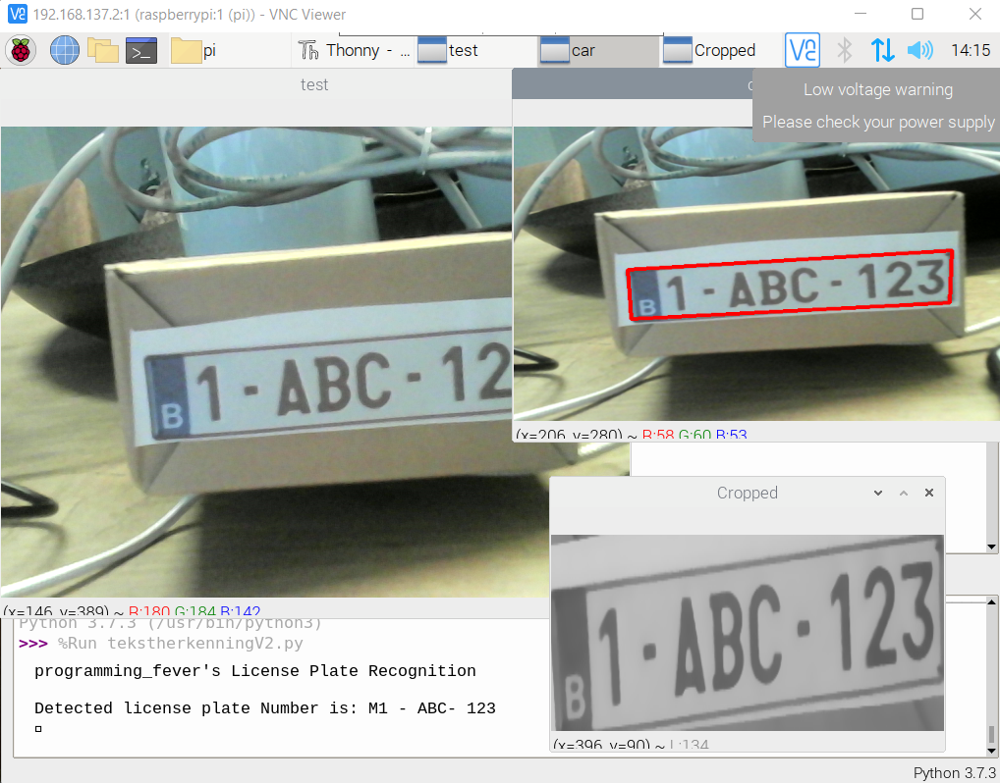 192.168.137.2:1 (raspberrypi:1 (pi)) - VNC Viewer
pi
Thonny - ...
test
car
Cropped
14:15
test
Low voltage warning
Please check your power supply
B 1 - ABC - 12
B 1 - ABC - 123
(x=206, y=280) ~ R:58 G:60 B:53
Cropped
B 1 - ABC - 123
(x=396, y=90) ~ L:134
(x=146, y=389) ~ R:180 G:184 B:142
Python 3.7.3 (/usr/bin/python3)
>>> %Run tekstherkenningV2.py
programming_fever's License Plate Recognition
Detected license plate Number is: M1 - ABC- 123
Python 3.7.3